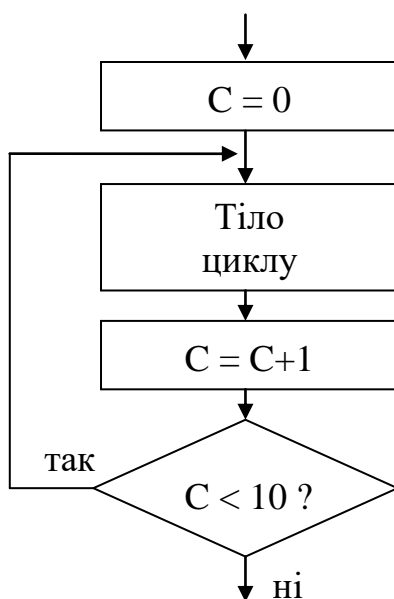 C = 0
Тіло
циклу
C = C+1
так
C < 10 ?
ні